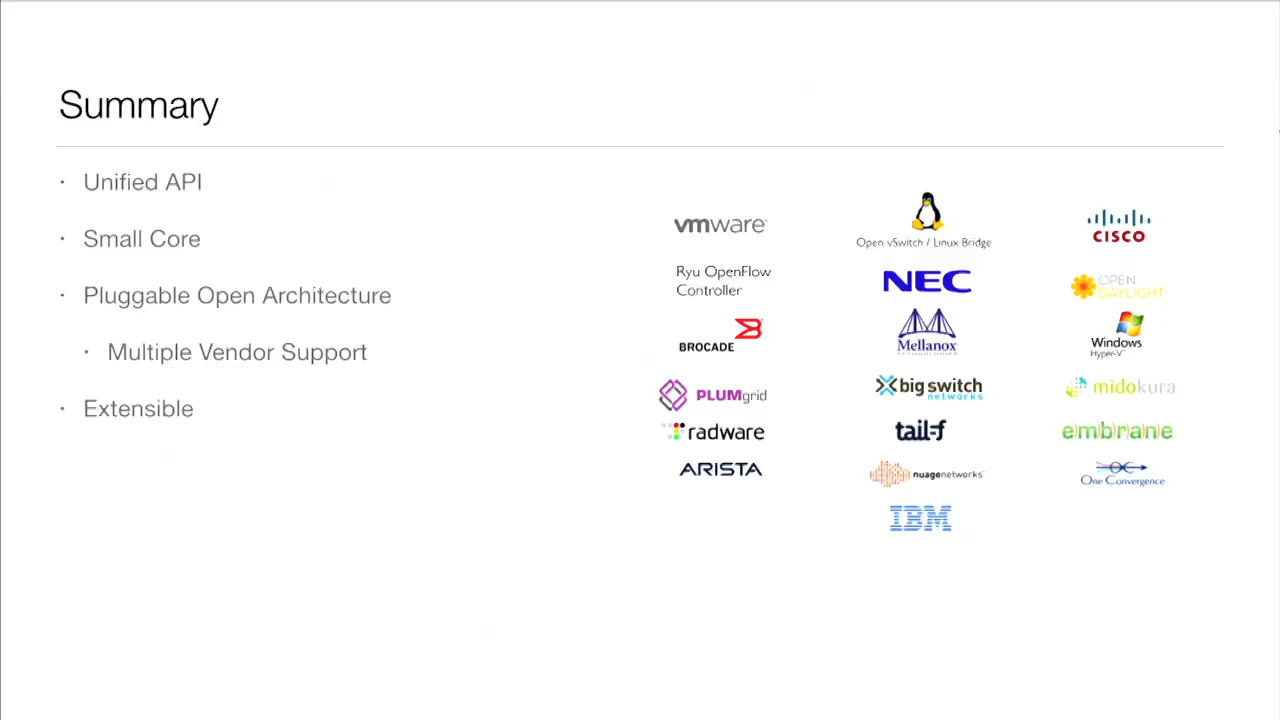 Summary
· Unified API
· Small Core
· Pluggable Open Architecture
· Multiple Vendor Support
· Extensible
vmware
Open vSwitch / Linux Bridge
CISCO
Ryu OpenFlow
Controller
NEC
OPEN
DAYLIGHT
BROCADE
Mellanox
Windows
Hyper-V
PLUMgrid
big switch
networks
midokura
radware
tail-f
embrane
ARISTA
nuagenetworks
One Convergence
IBM